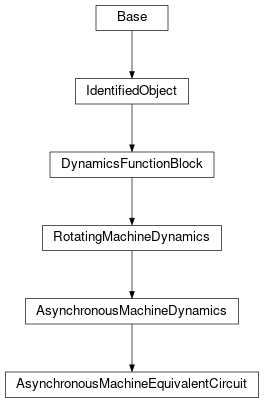 Base
IdentifiedObject
DynamicsFunctionBlock
RotatingMachineDynamics
AsynchronousMachineDynamics
AsynchronousMachineEquivalentCircuit